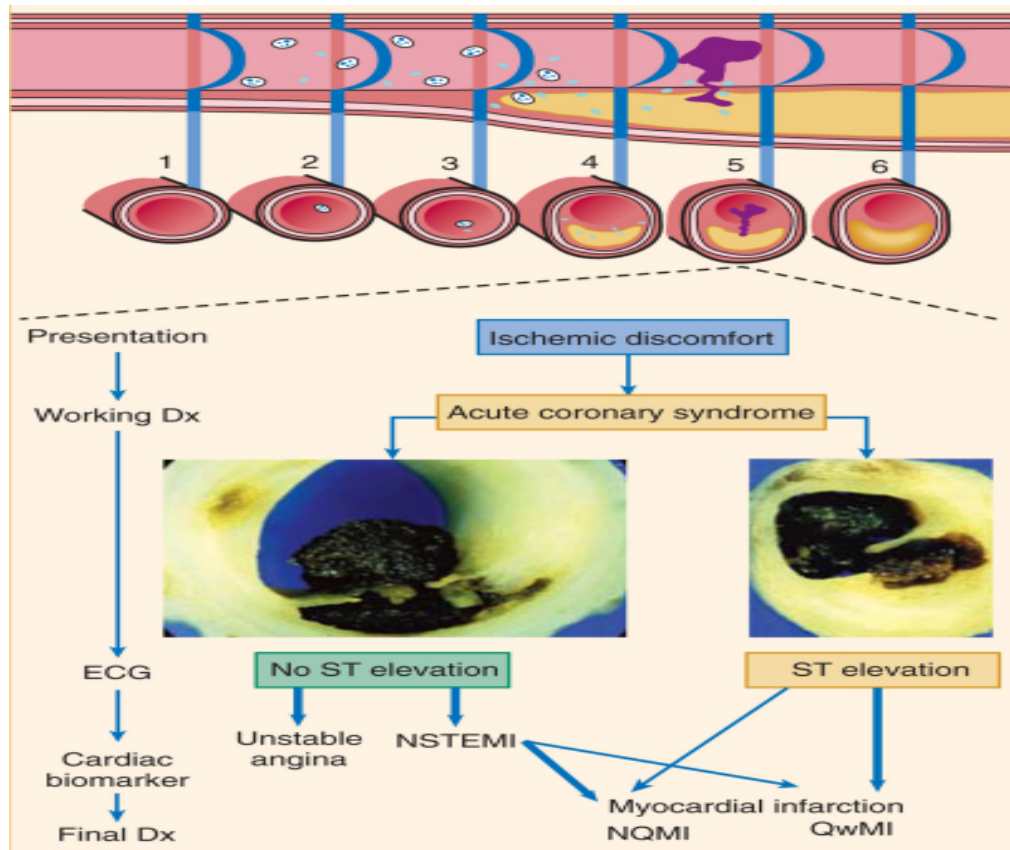 1
2
3
4
5
6
Presentation
Ischemic discomfort
Working Dx
Acute coronary syndrome
ECG
No ST elevation
ST elevation
Unstable
angina
NSTEMI
Cardiac
biomarker
Myocardial infarction
NQMI
QwMI
Final Dx